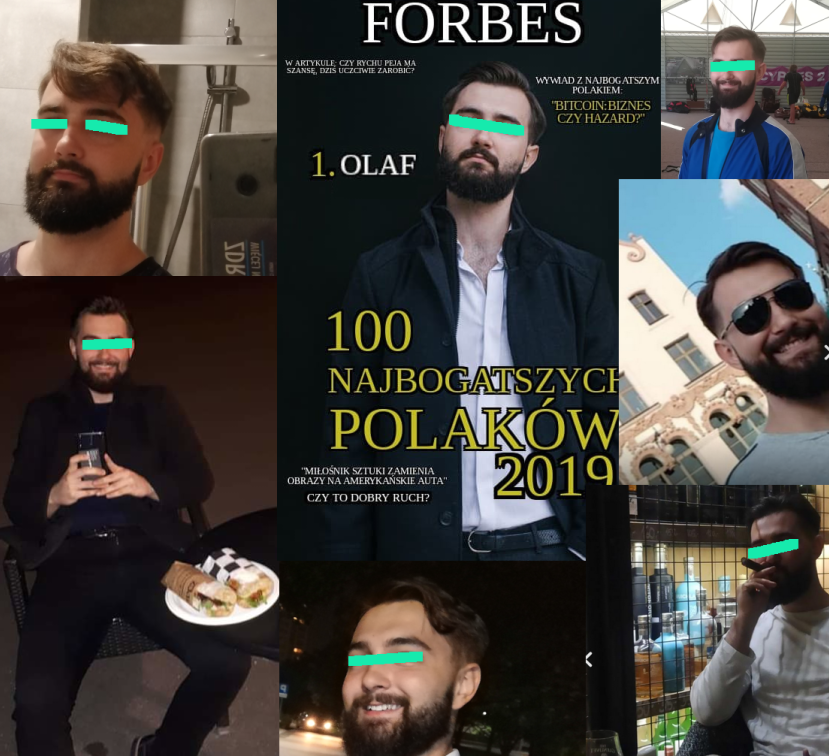 FORBES
W ARTYKULE: CZY RYCHU PEJA MA
SZANSĘ, DZIŚ UCZCIWIE ZAROBIĆ?
WYWIAD Z NAJBOGATSZYM
POLAKIEM:
"BITCOIN: BIZNES
CZY HAZARD?"
1. OLAF
100
NAJBOGATSZYCH
POLAKÓW
2019
"MIŁOŚNIK SZTUKI ZAMIENIA
OBRAZY NA AMERYKAŃSKIE AUTA"
CZY TO DOBRY RUCH?